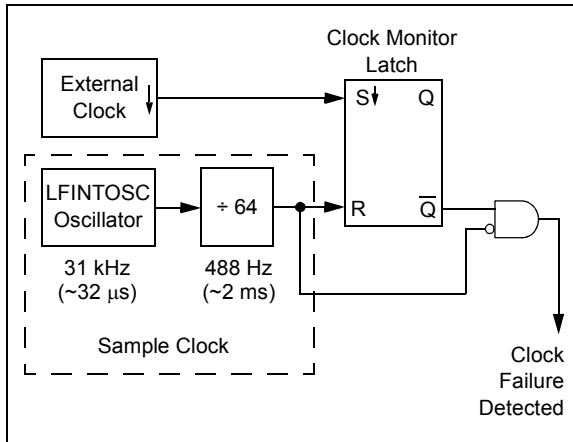 Clock Monitor
Latch
External
Clock
S
Q
LFINTOSC
Oscillator
÷ 64
R
Q̅
31 kHz
(~32 μs)
488 Hz
(~2 ms)
Sample Clock
Clock
Failure
Detected